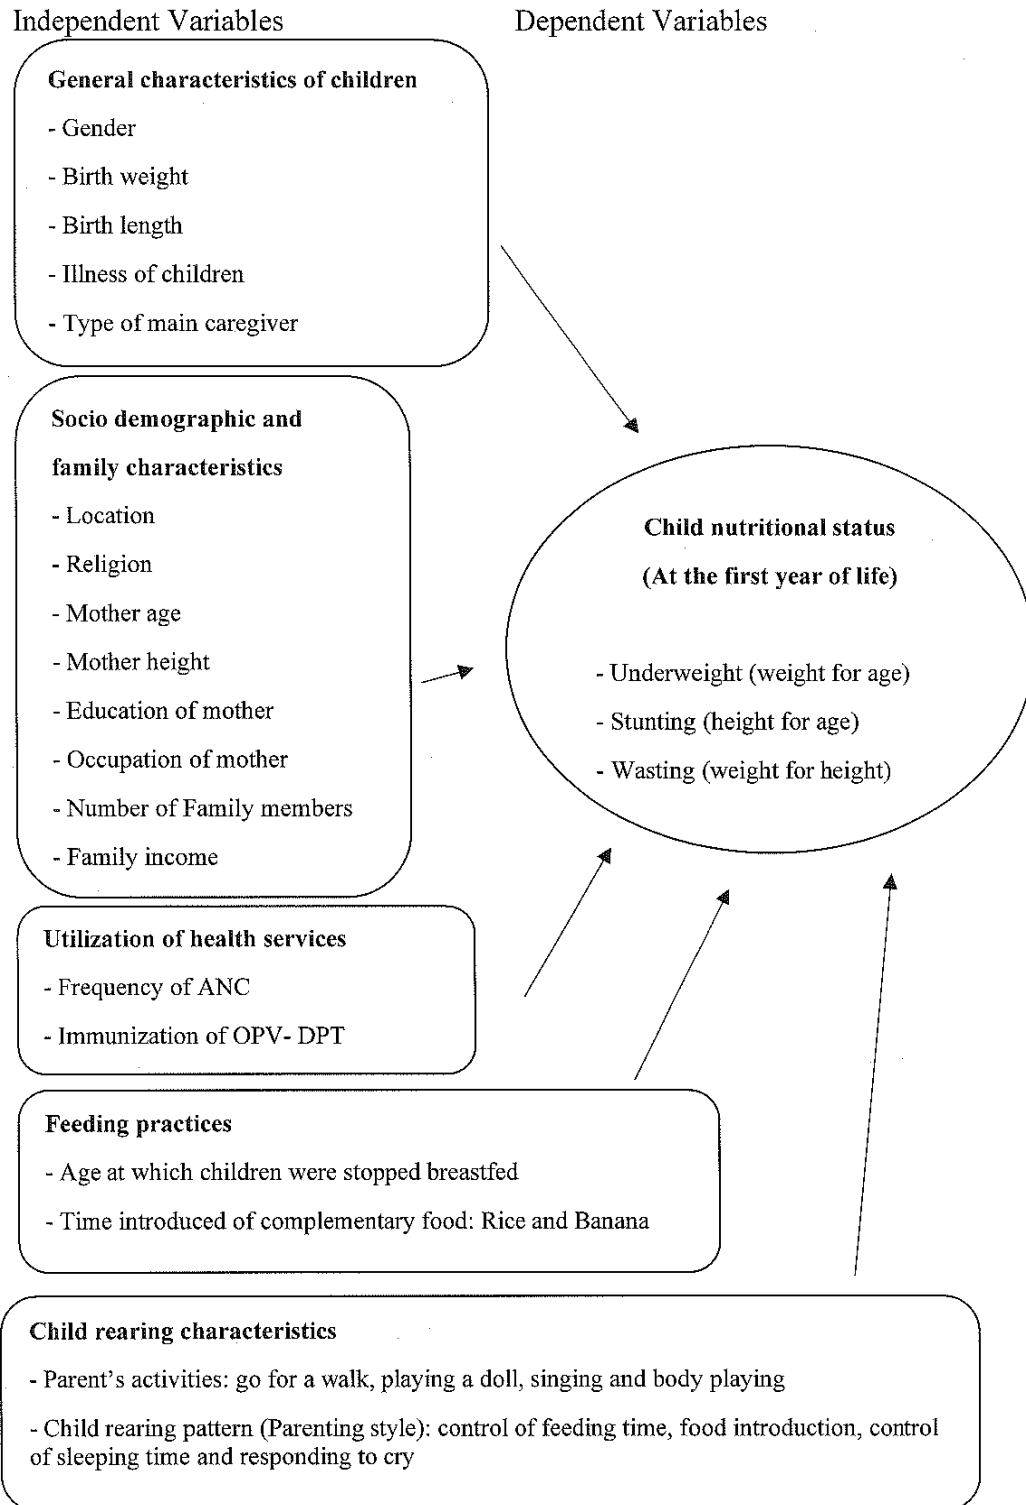 Independent Variables
Dependent Variables
General characteristics of children
- Gender
- Birth weight
- Birth length
- Illness of children
- Type of main caregiver
Socio demographic and
family characteristics
- Location
- Religion
- Mother age
- Mother height
- Education of mother
- Occupation of mother
- Number of Family members
- Family income
Child nutritional status
(At the first year of life)
- Underweight (weight for age)
- Stunting (height for age)
- Wasting (weight for height)
Utilization of health services
- Frequency of ANC
- Immunization of OPV- DPT
Feeding practices
- Age at which children were stopped breastfed
- Time introduced of complementary food: Rice and Banana
Child rearing characteristics
- Parent's activities: go for a walk, playing a doll, singing and body playing
- Child rearing pattern (Parenting style): control of feeding time, food introduction, control
of sleeping time and responding to cry